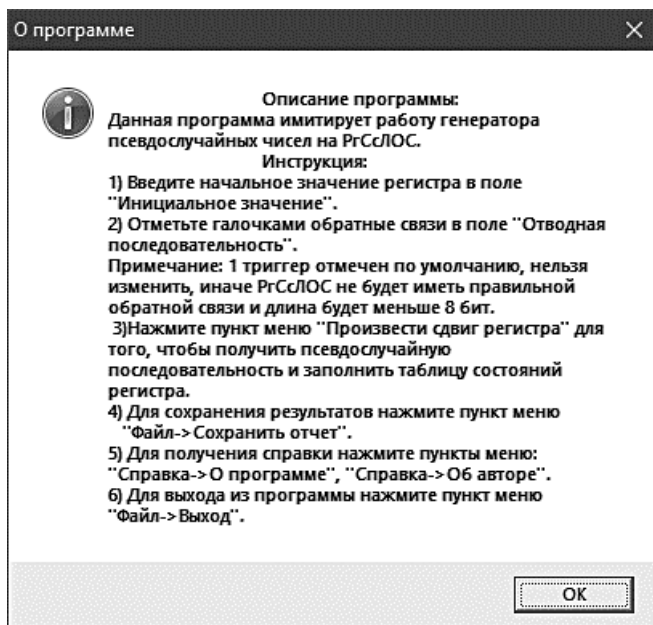 О программе
Описание программы:
Данная программа имитирует работу генератора
псевдослучайных чисел на РгСсЛОС.
Инструкция:
1) Введите начальное значение регистра в поле
"Инициальное значение".
2) Отметьте галочками обратные связи в поле "Отводная
последовательность".
Примечание: 1 триггер отмечен по умолчанию, нельзя
изменить, иначе РгСсЛОС не будет иметь правильной
обратной связи и длина будет меньше 8 бит.
3)Нажмите пункт меню "Произвести сдвиг регистра" для
того, чтобы получить псевдослучайную
последовательность и заполнить таблицу состояний
регистра.
4) Для сохранения результатов нажмите пункт меню
"Файл->Сохранить отчет".
5) Для получения справки нажмите пункты меню:
"Справка->О программе", "Справка->Об авторе".
6) Для выхода из программы нажмите пункт меню
"Файл->Выход".
ОК